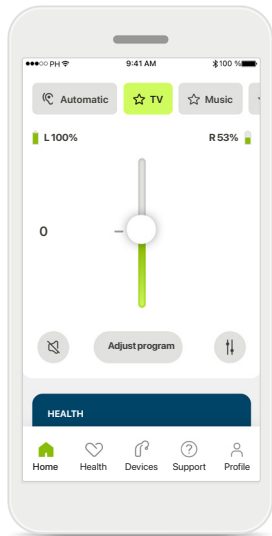 PH 9:41 AM 100 %
Automatic TV Music
L 100% R 53%
0
Adjust program
HEALTH
Home Health Devices Support Profile